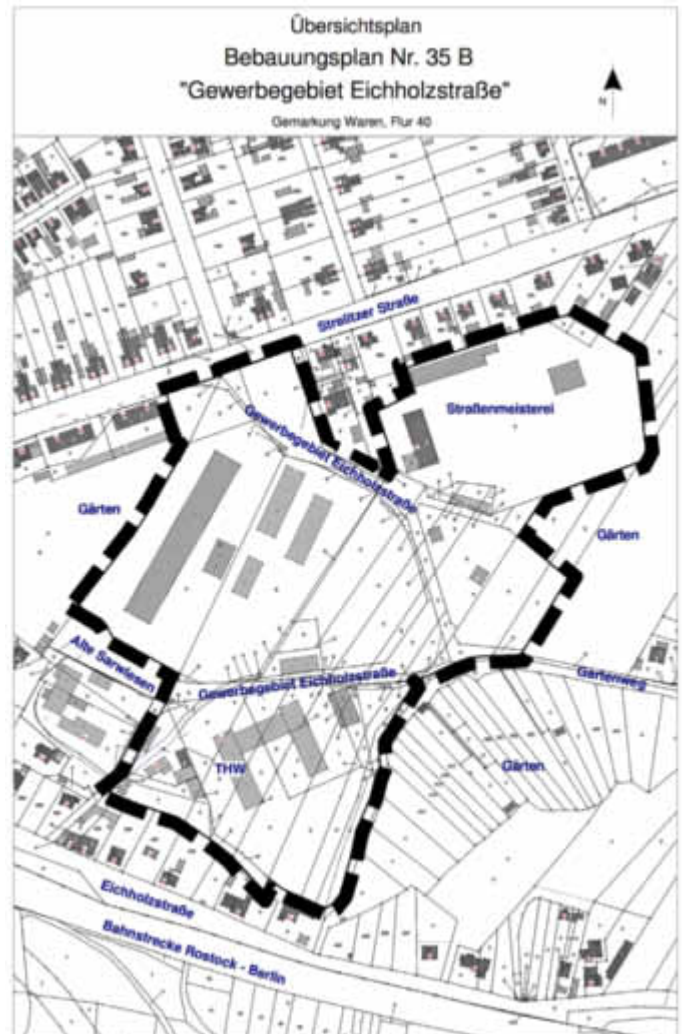 Übersichtsplan
Bebauungsplan Nr. 35 B
"Gewerbegebiet Eichholzstraße"
Gemarkung Waren, Flur 40
N
Strelitzer Straße
Straßenmeisterei
Gewerbegebiet Eichholzstraße
Gärten
Gärten
Alte Sarwiesen
Gewerbegebiet Eichholzstraße
Gartenweg
THW
Gärten
Eichholzstraße
Bahnstrecke Rostock - Berlin